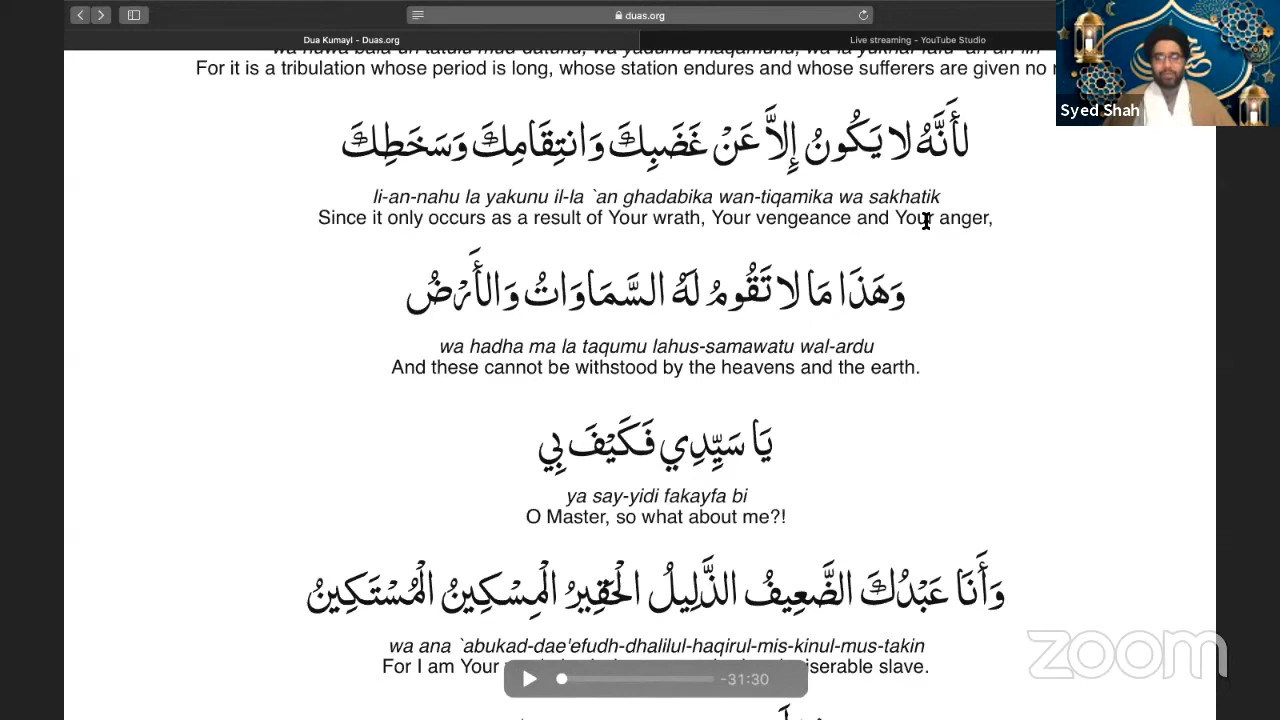 duas.org
Dua Kumayl - Duas.org
Live streaming - YouTube Studio
For it is a tribulation whose period is long, whose station endures and whose sufferers are given no
Syed Shah
لأَنَّهُ لا يَكُونُ إِلاَّ عَنْ غَضَبِكَ وَانتِقَامِكَ وَسَخَطِكَ
li-an-nahu la yakunu il-la `an ghadabika wan-tiqamika wa sakhatik
Since it only occurs as a result of Your wrath, Your vengeance and Your anger,
وَهَذَا مَا لا تَقُومُ لَهُ السَّمَاوَاتُ وَالأَرْضُ
wa hadha ma la taqumu lahus-samawatu wal-ardu
And these cannot be withstood by the heavens and the earth.
يَا سَيِّدِي فَكَيْفَ بِي
ya say-yidi fakayfa bi
O Master, so what about me?!
وَأَنَا عَبْدُكَ الضَّعِيفُ الذَّلِيلُ الْحَقِيرُ الْمِسْكِينُ الْمُسْتَكِينُ
wa ana `abukad-dae'efudh-dhalilul-haqirul-mis-kinul-mus-takin
For I am Your slave.
-31:30
zoom